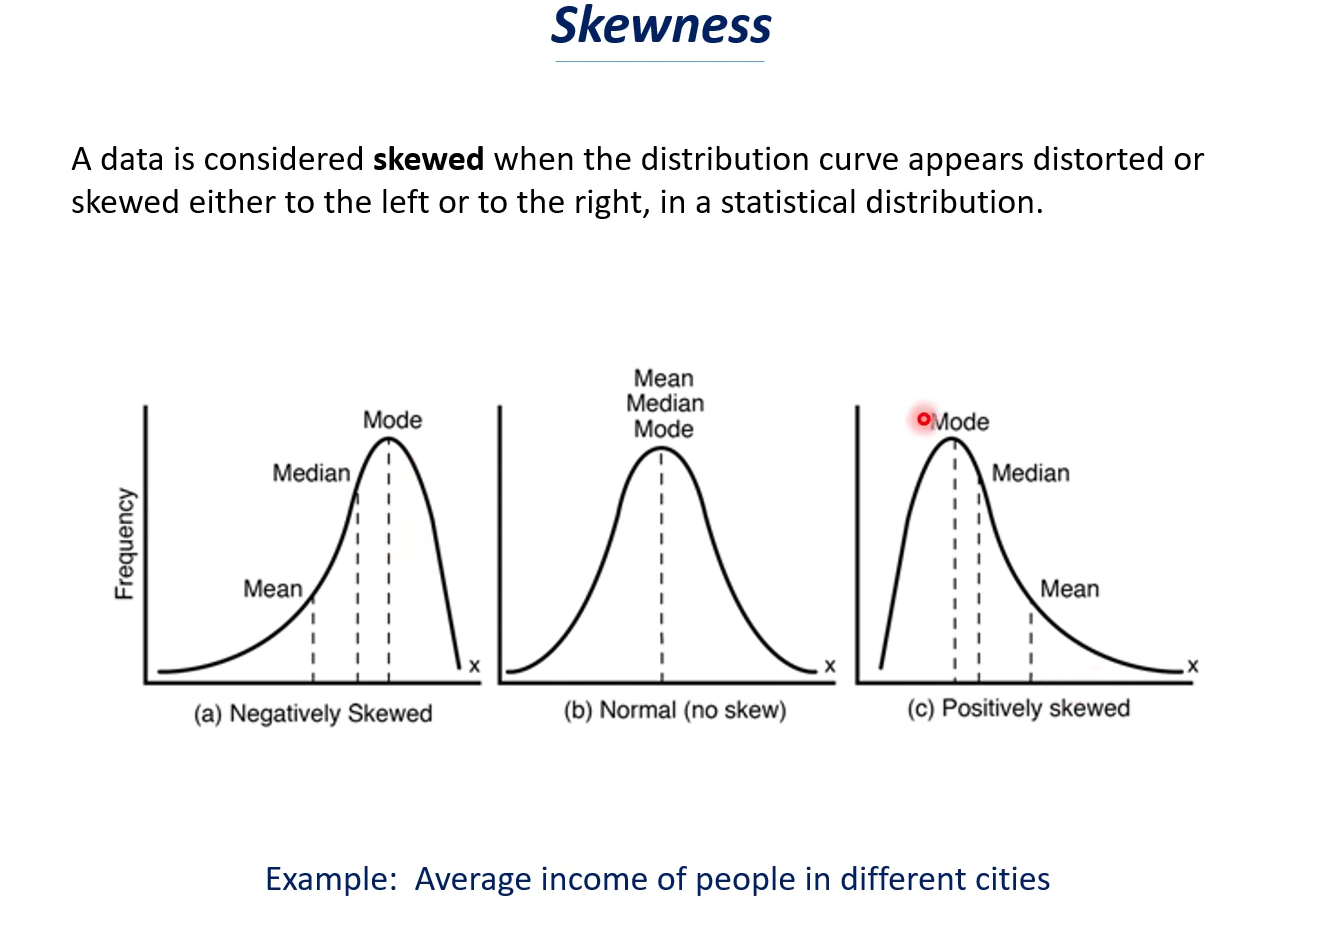 Skewness
A data is considered skewed when the distribution curve appears distorted or
skewed either to the left or to the right, in a statistical distribution.
Frequency
Mode
Median
Mean
x
(a) Negatively Skewed
Mean
Median
Mode
x
(b) Normal (no skew)
Mode
Median
Mean
x
(c) Positively skewed
Example: Average income of people in different cities